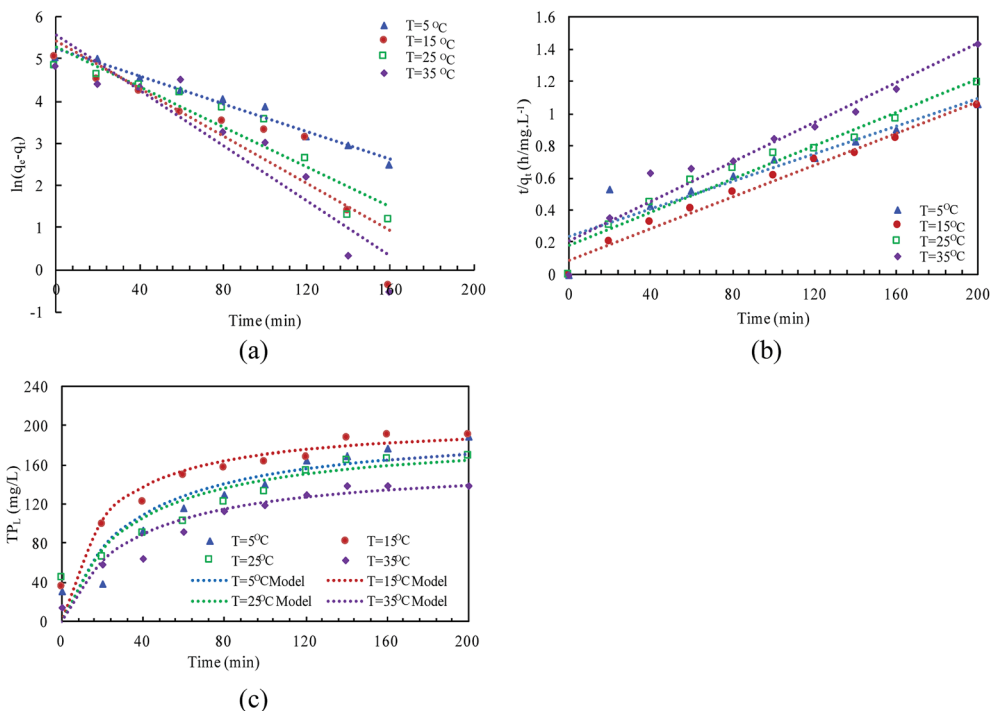 6
5
4
3
2
1
0
-1
ln(qe-qt)
0 40 80 120 160 200
Time (min)
T=5 OC
T=15 OC
T=25 OC
T=35 OC
(a)
1.6
1.4
1.2
1
0.8
0.6
0.4
0.2
0
t/qt (h/mg.L-1)
0 40 80 120 160 200
Time (min)
T=5OC
T=15OC
T=25OC
T=35OC
(b)
240
200
160
120
80
40
0
TPL (mg/L)
T=5OC T=15OC
T=25OC T=35OC
T=5OC Model T=15OC Model
T=25OC Model T=35OC Model
0 40 80 120 160 200
Time (min)
(c)